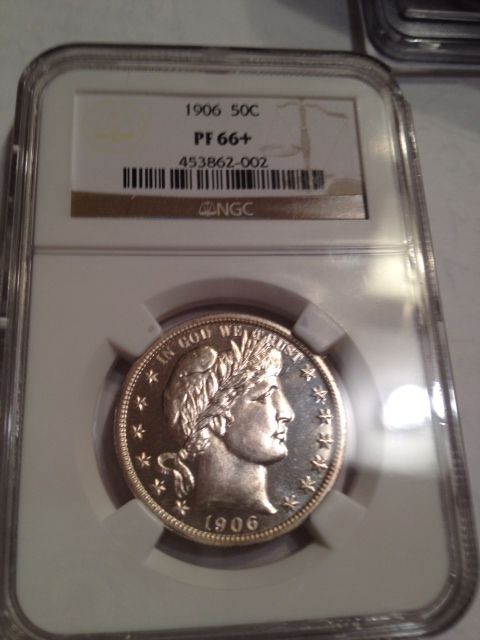 1906 50C
PF 66+
453862-002
NGC
IN GOD WE TRUST
1906